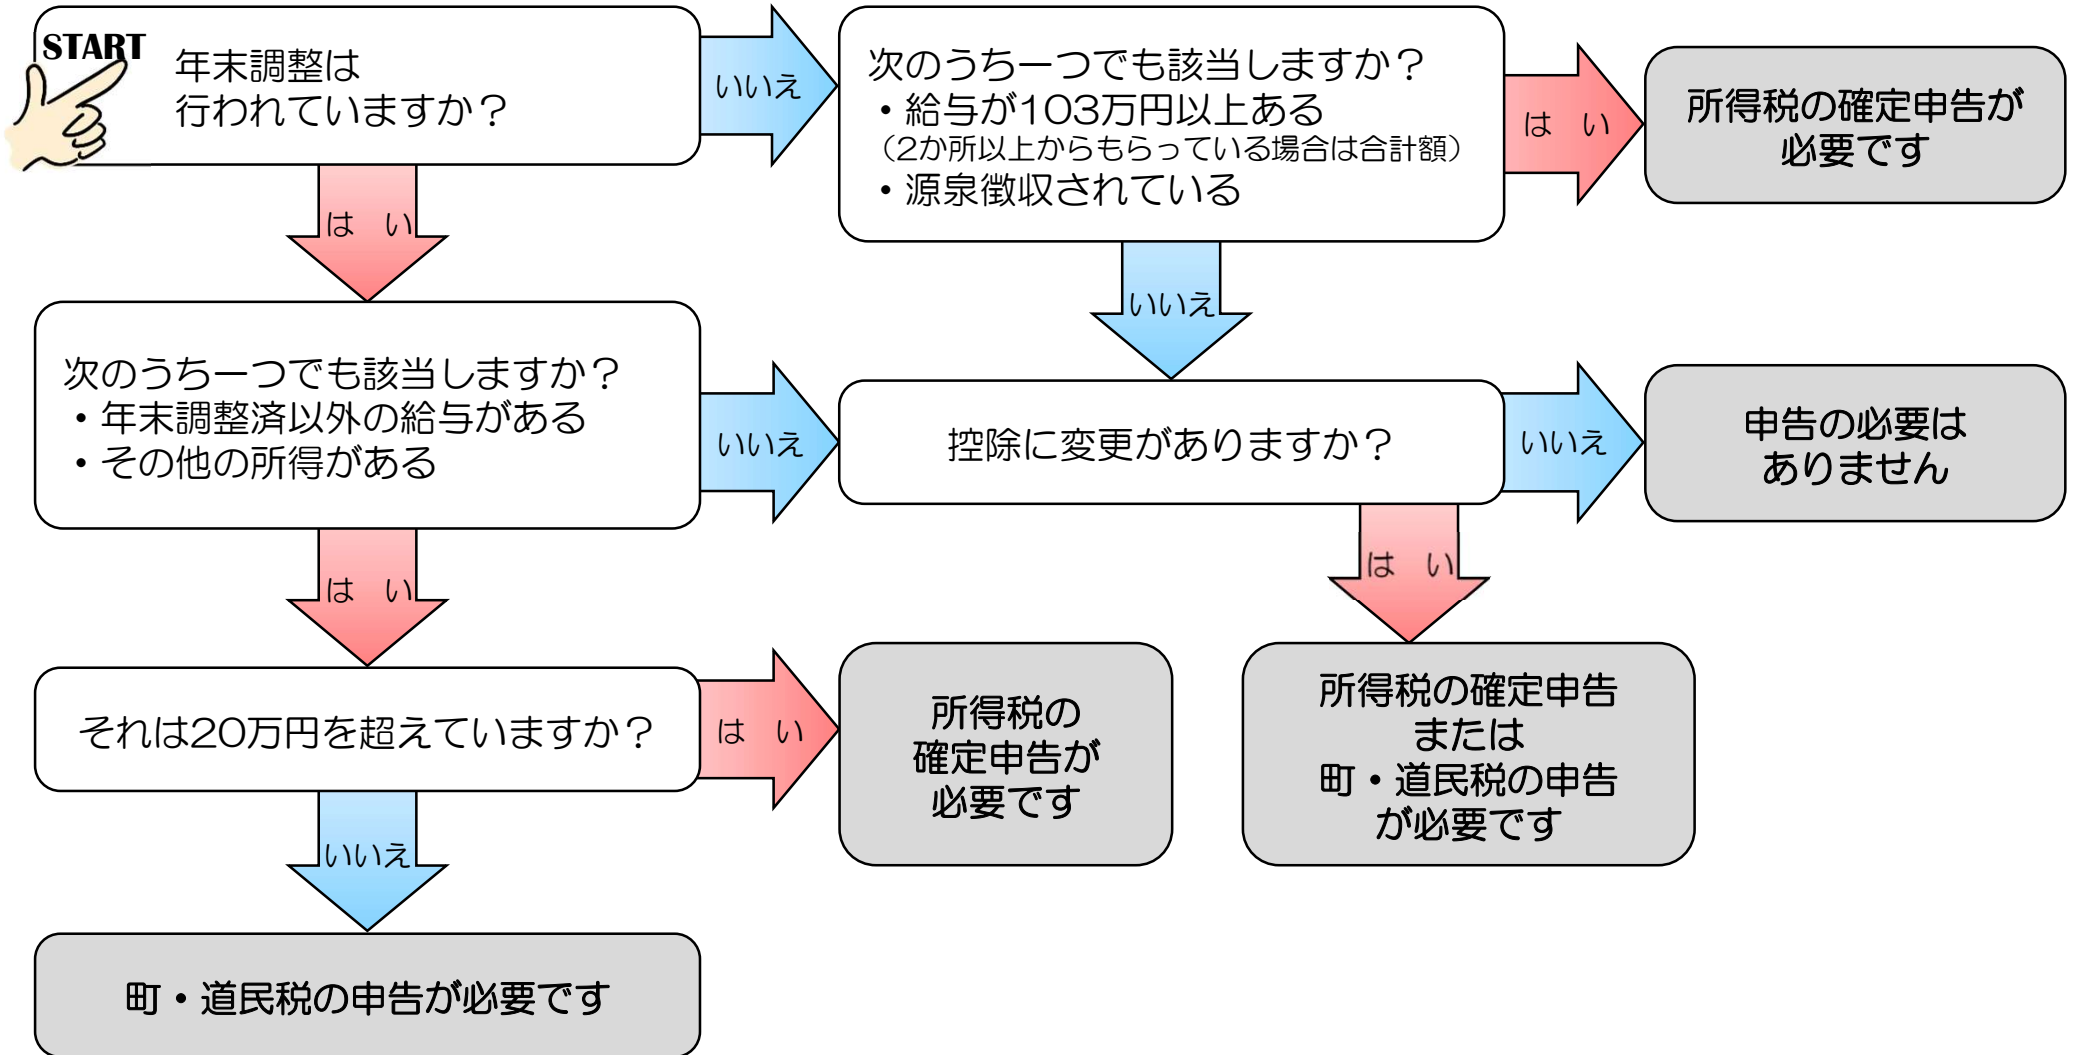 START
年末調整は
行われていますか？
いいえ
次のうち一つでも該当しますか？
・給与が103万円以上ある
（2か所以上からもらっている場合は合計額）
・源泉徴収されている
は い
所得税の確定申告が
必要です
は い
いいえ
次のうち一つでも該当しますか？
・年末調整済以外の給与がある
・その他の所得がある
いいえ
控除に変更がありますか？
いいえ
申告の必要は
ありません
は い
は い
それは20万円を超えていますか？
は い
所得税の
確定申告が
必要です
所得税の確定申告
または
町・道民税の申告
が必要です
いいえ
町・道民税の申告が必要です